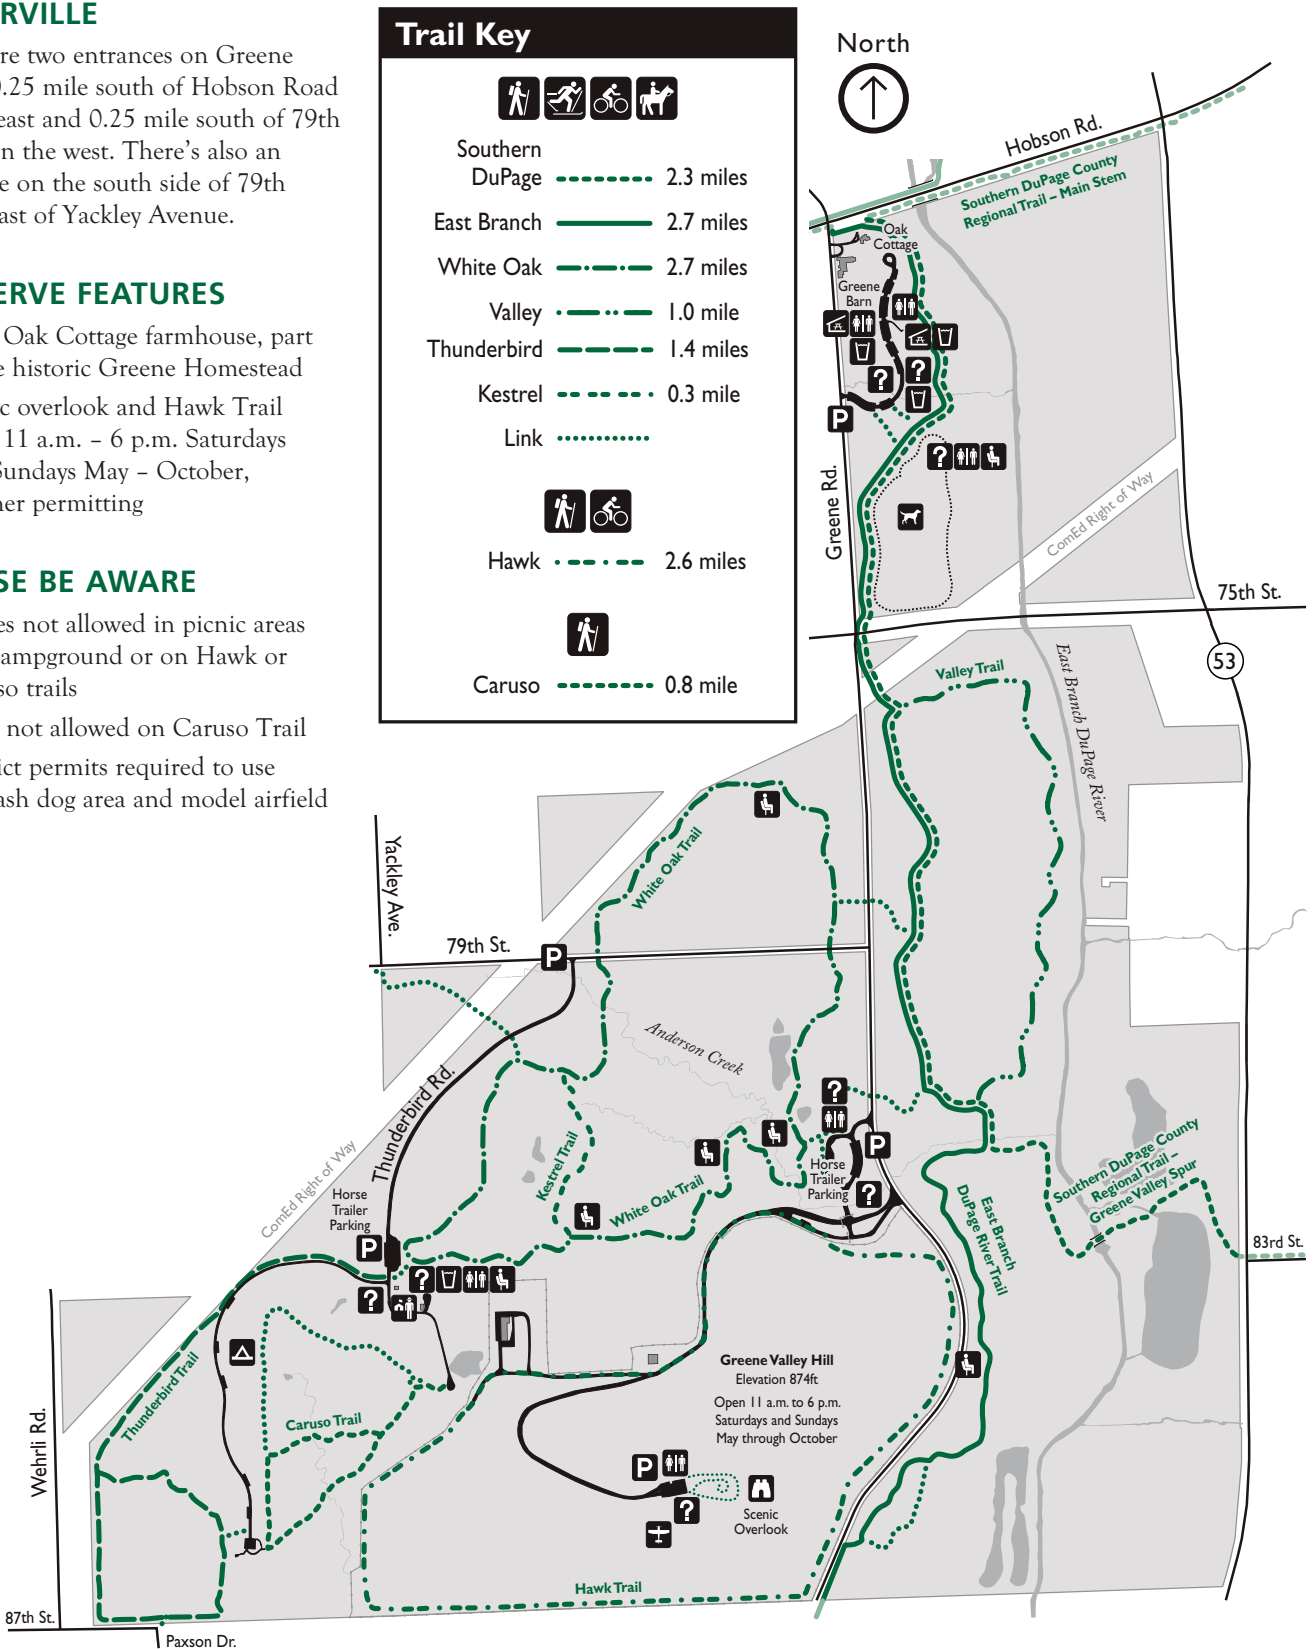 RVILLE
re two entrances on Greene
0.25 mile south of Hobson Road
east and 0.25 mile south of 79th
n the west. There's also an
e on the south side of 79th
ast of Yackley Avenue.
ERVE FEATURES
Oak Cottage farmhouse, part
e historic Greene Homestead
c overlook and Hawk Trail
11 a.m. – 6 p.m. Saturdays
Sundays May – October,
her permitting
SE BE AWARE
es not allowed in picnic areas
ampground or on Hawk or
so trails
not allowed on Caruso Trail
ict permits required to use
ash dog area and model airfield
Trail Key
Southern
DuPage 2.3 miles
East Branch 2.7 miles
White Oak 2.7 miles
Valley 1.0 mile
Thunderbird 1.4 miles
Kestrel 0.3 mile
Link
Hawk 2.6 miles
Caruso 0.8 mile
North
Hobson Rd.
Southern DuPage County
Regional Trail – Main Stem
Oak
Cottage
Greene
Barn
?
?
P
?
Greene Rd.
ComEd Right of Way
75th St.
53
Valley Trail
East Branch DuPage River
White Oak Trail
Yackley Ave.
79th St.
P
Anderson Creek
Thunderbird Rd.
?
P
Horse
Trailer
Parking
?
Kestrel Trail
White Oak Trail
ComEd Right of Way
Horse
Trailer
Parking
P
?
?
East Branch
DuPage River Trail
Southern DuPage County
Regional Trail –
Greene Valley Spur
83rd St.
Greene Valley Hill
Elevation 874ft
Open 11 a.m. to 6 p.m.
Saturdays and Sundays
May through October
Thunderbird Trail
Caruso Trail
Wehrli Rd.
P
?
Scenic
Overlook
Hawk Trail
87th St.
Paxson Dr.